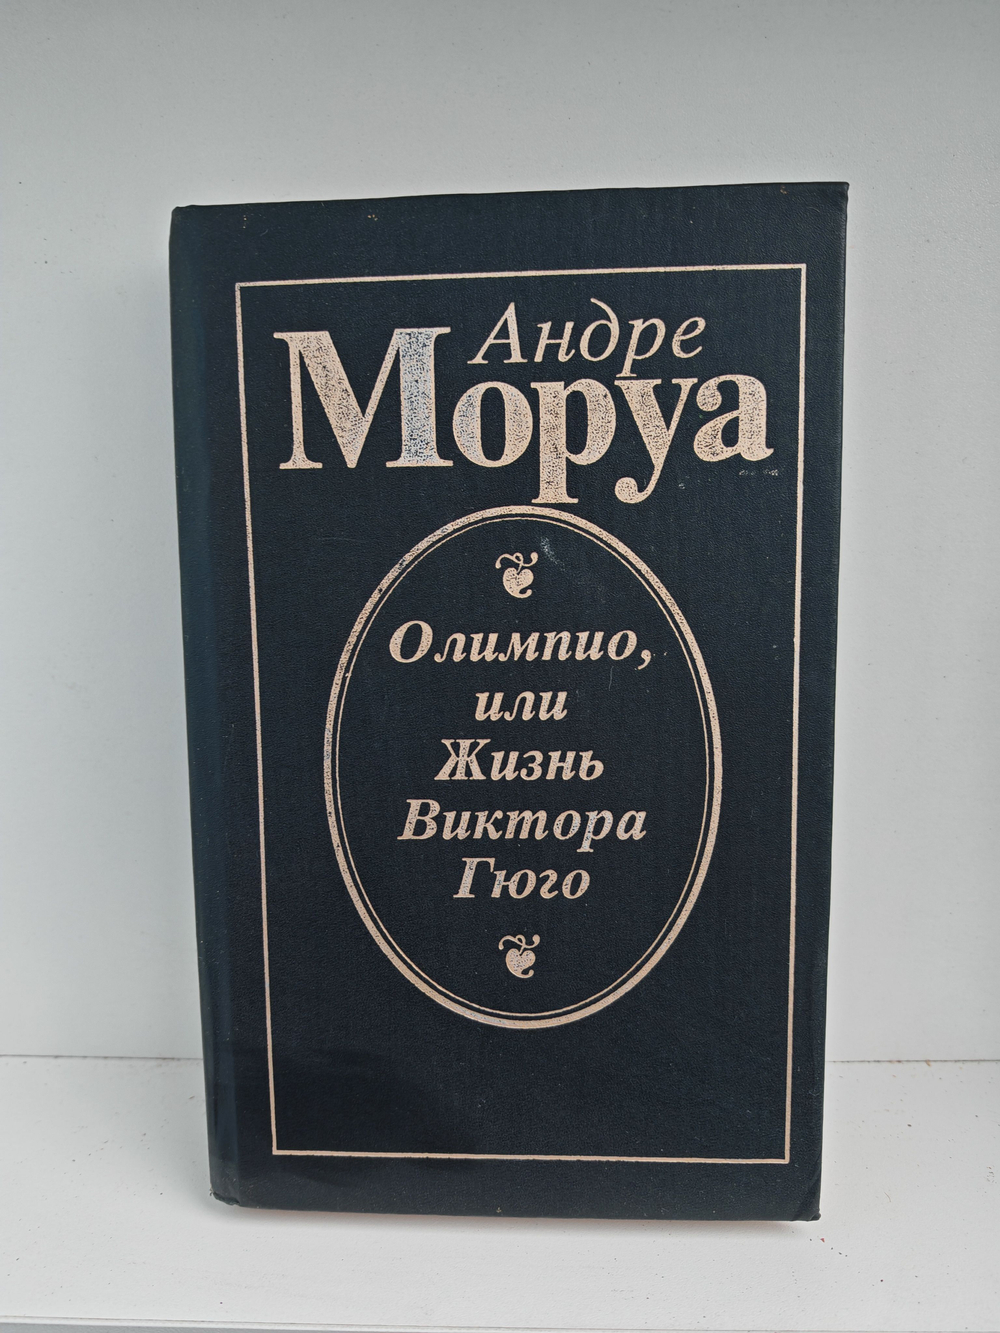 Андре
Моруа
Олимпио,
или
Жизнь
Виктора
Гюго